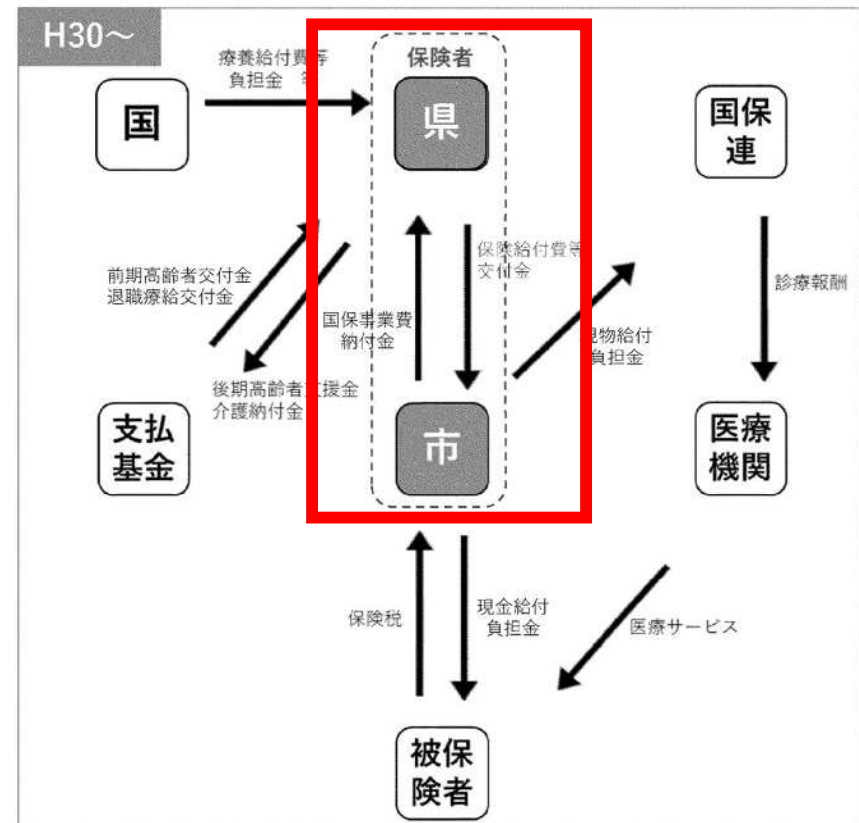 H30～
療養給付費等
負担金
保険者
国
県
国保
連
前期高齢者交付金
退職療給交付金
国保事業費
納付金
保険給付費等
交付金
現物給付
負担金
診療報酬
後期高齢者支援金
介護納付金
支払
基金
市
医療
機関
保険税
現金給付
負担金
医療サービス
被保
険者